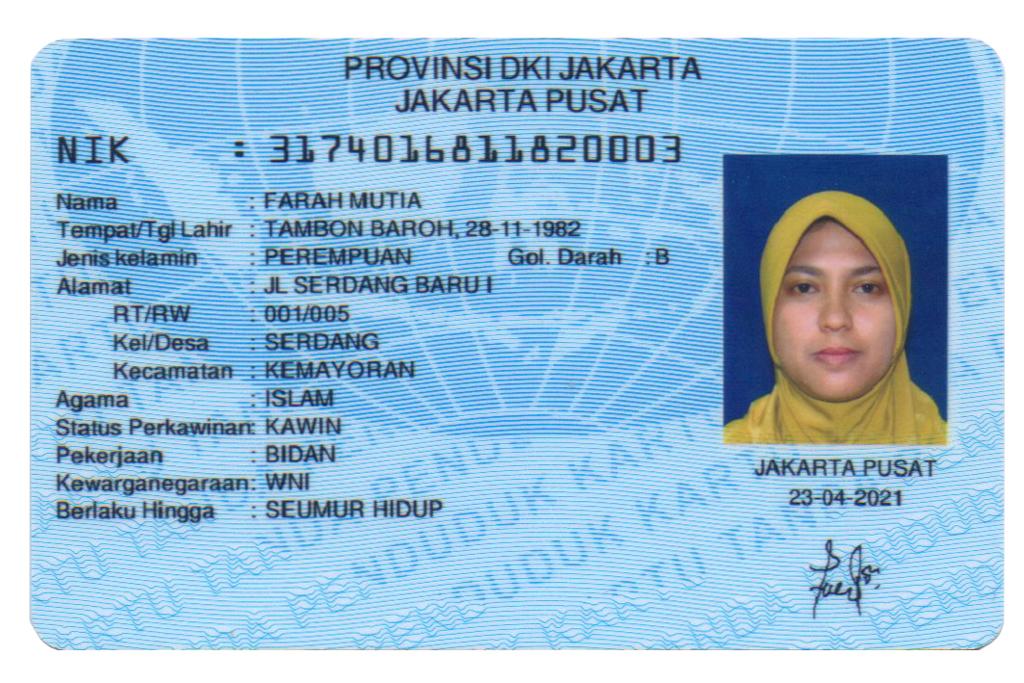 PROVINSI DKI JAKARTA
JAKARTA PUSAT
NIK : 3174016811820003
Nama : FARAH MUTIA
Tempat/Tgl Lahir : TAMBON BAROH, 28-11-1982
Jenis kelamin : PEREMPUAN Gol. Darah : B
Alamat : JL SERDANG BARU I
RT/RW : 001/005
Kel/Desa : SERDANG
Kecamatan : KEMAYORAN
Agama : ISLAM
Status Perkawinan: KAWIN
Pekerjaan : BIDAN
Kewarganegaraan: WNI
Berlaku Hingga : SEUMUR HIDUP
JAKARTA PUSAT
23-04-2021